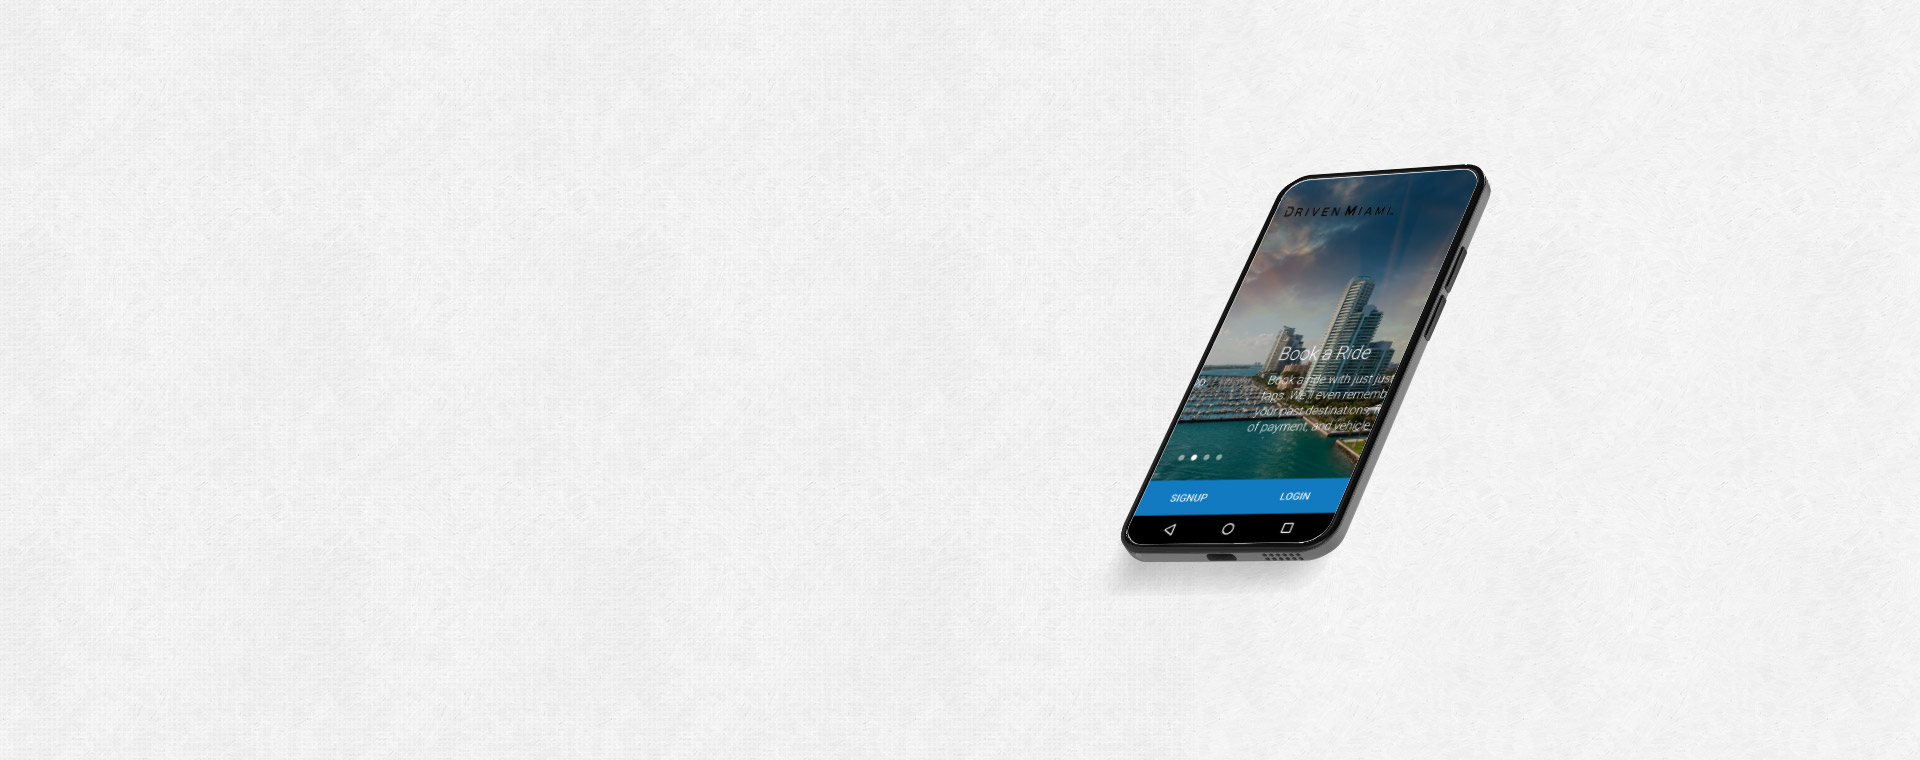 DRIVEN MIAMI
Book a Ride
Book a ride with just just
taps. We'll even rememb
your past destinations, f
of payment, and vehicle
SIGNUP
LOGIN